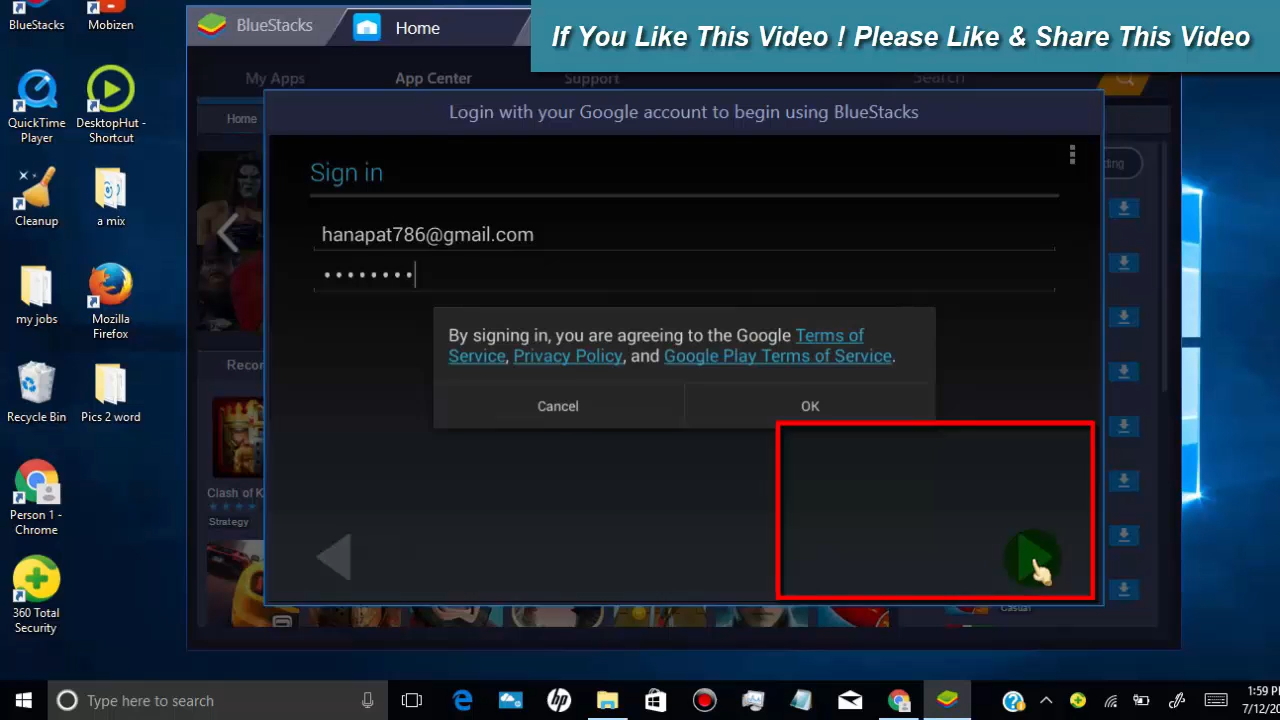 If You Like This Video ! Please Like & Share This Video
BlueStacks
Mobizen
BlueStacks
Home
My Apps
App Center
Support
Search
Home
Login with your Google account to begin using BlueStacks
Sign in
hanapat786@gmail.com
••••••••
By signing in, you are agreeing to the Google Terms of
Service, Privacy Policy, and Google Play Terms of Service.
Cancel
OK
QuickTime
Player
DesktopHut -
Shortcut
Cleanup
a mix
my jobs
Mozilla
Firefox
Recycle Bin
Pics 2 word
Person 1 -
Chrome
360 Total
Security
Clash of K
Strategy
Casual
Type here to search
1:59 P
7/12/20